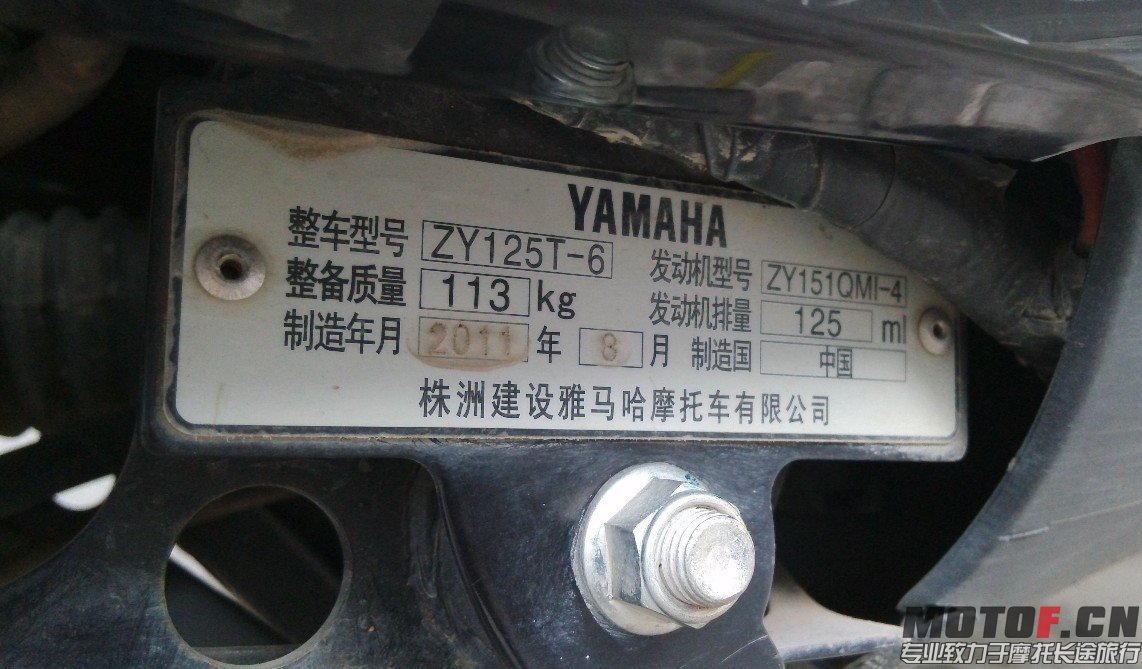 YAMAHA
整车型号 ZY125T-6 发动机型号 ZY151QMI-4
整备质量 113 kg 发动机排量 125 ml
制造年月 2011 年 8 月 制造国 中国
株洲建设雅马哈摩托车有限公司
MOTOF.CN
专业致力于摩托长途旅行